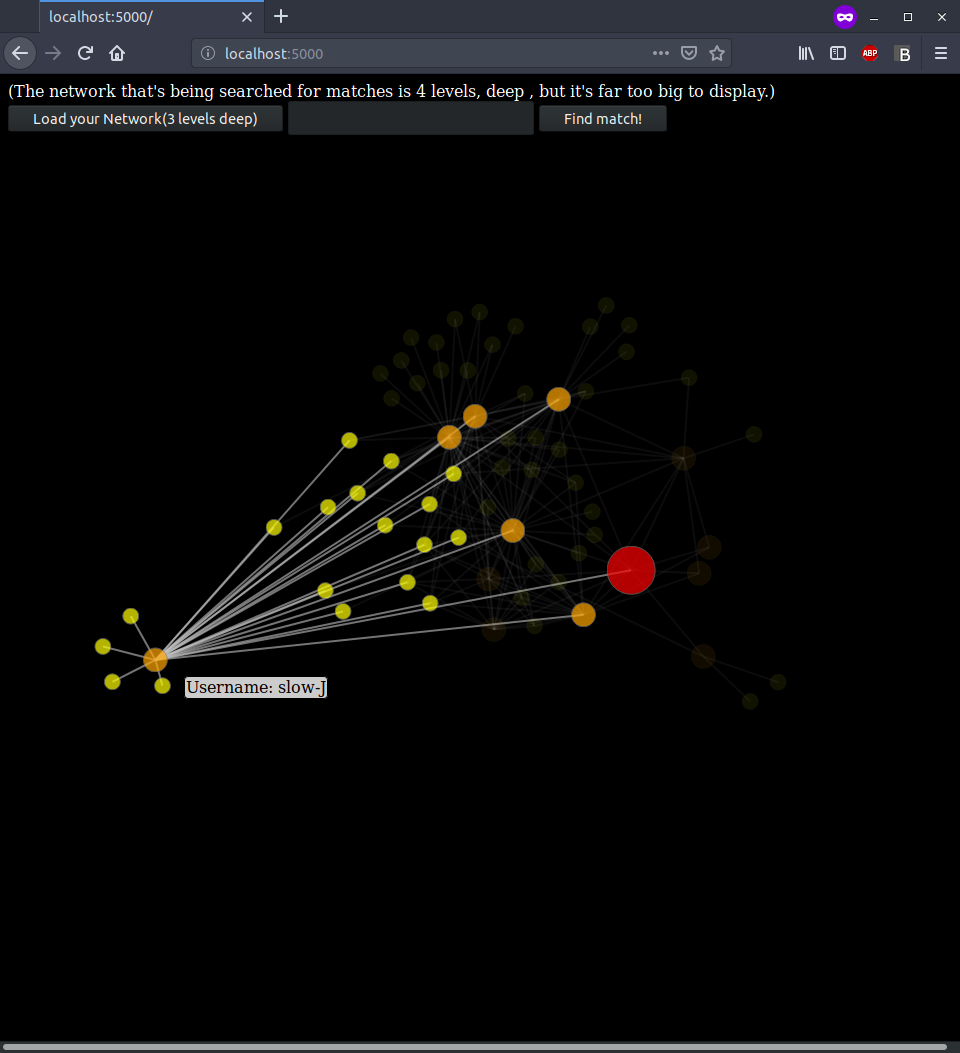 localhost:5000/
localhost:5000
ABP
B
(The network that's being searched for matches is 4 levels, deep , but it's far too big to display.)
Load your Network(3 levels deep)
Find match!
Username: slow-J